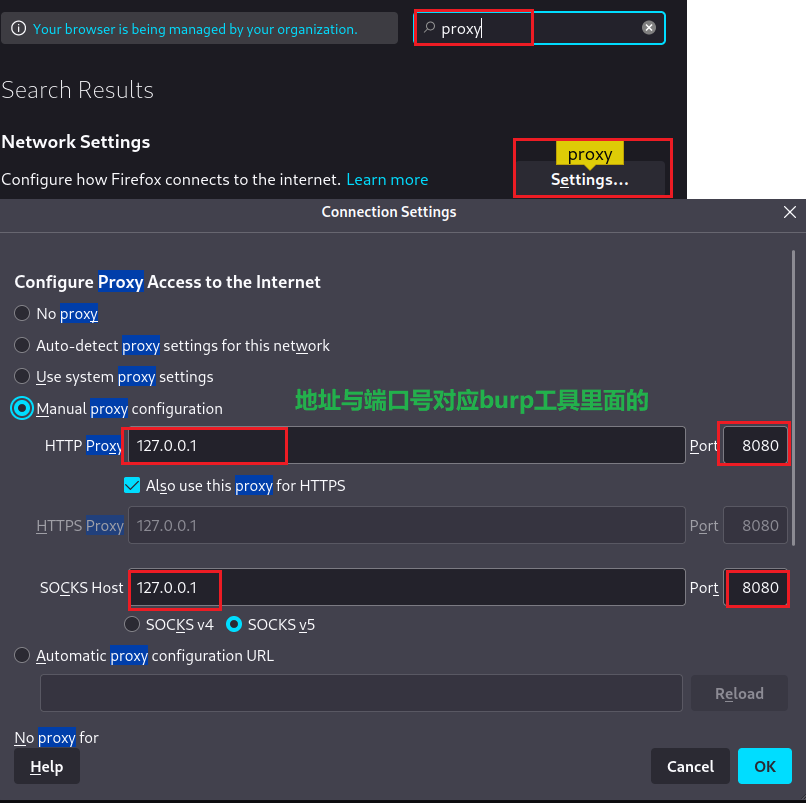 Your browser is being managed by your organization.
proxy
Search Results
Network Settings
proxy
Configure how Firefox connects to the internet. Learn more
Settings...
Connection Settings
Configure Proxy Access to the Internet
No proxy
Auto-detect proxy settings for this network
Use system proxy settings
Manual proxy configuration
地址与端口号对应burp工具里面的
HTTP Proxy 127.0.0.1 Port 8080
Also use this proxy for HTTPS
HTTPS Proxy 127.0.0.1 Port 8080
SOCKS Host 127.0.0.1 Port 8080
SOCKS v4 SOCKS v5
Automatic proxy configuration URL
Reload
No proxy for
Help Cancel OK